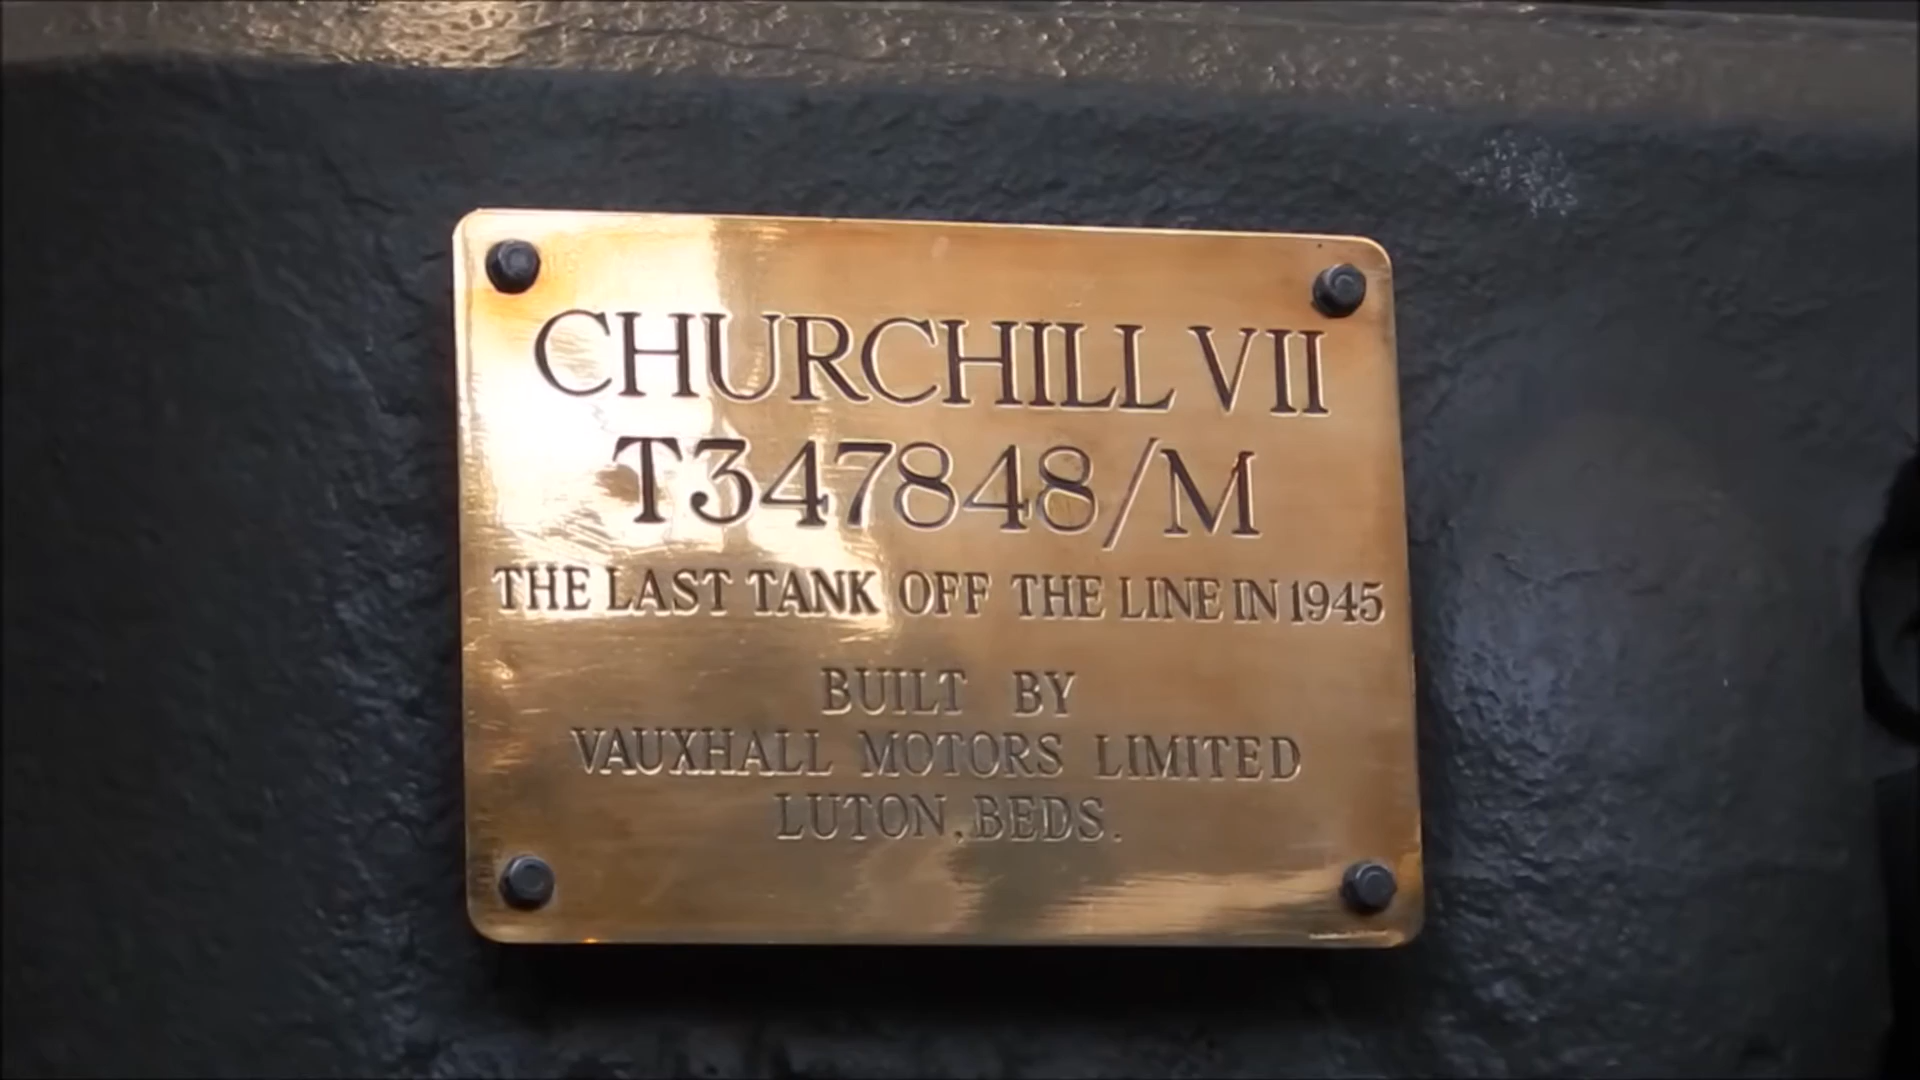 CHURCHILL VII
T347848/M
THE LAST TANK OFF THE LINE IN 1945
BUILT BY
VAUXHALL MOTORS LIMITED
LUTON, BEDS.